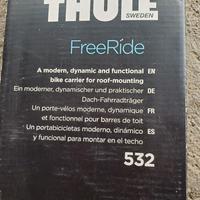 THULE
SWEDEN
FreeRide
A modern, dynamic and functional EN
bike carrier for roof-mounting
Ein moderner, dynamischer und praktischer DE
Dach-Fahrradträger
Un porte-vélos moderne, dynamique FR
et fonctionnel pour barres de toit
Un portabicicletas moderno, dinámico ES
y funcional para montar en el techo
532